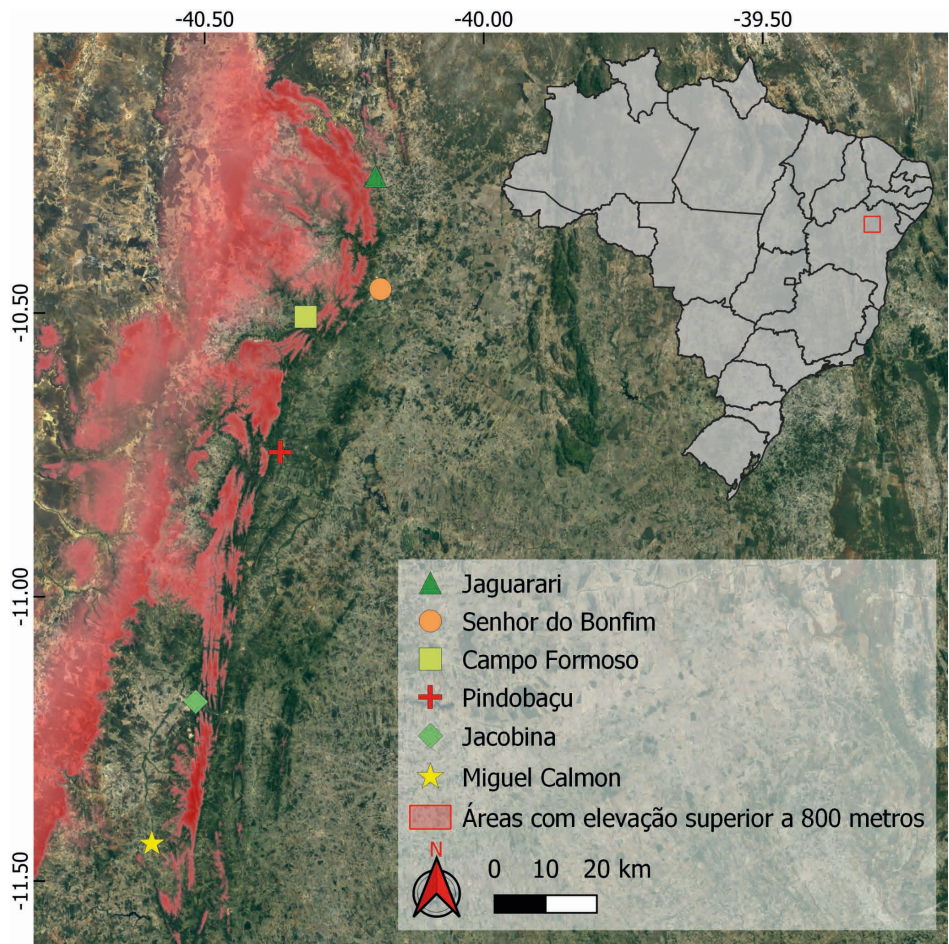 -40.50
-40.00
-39.50
-10.50
-11.00
-11.50
Jaguarari
Senhor do Bonfim
Campo Formoso
Pindobaçu
Jacobina
Miguel Calmon
Áreas com elevação superior a 800 metros
N
0 10 20 km